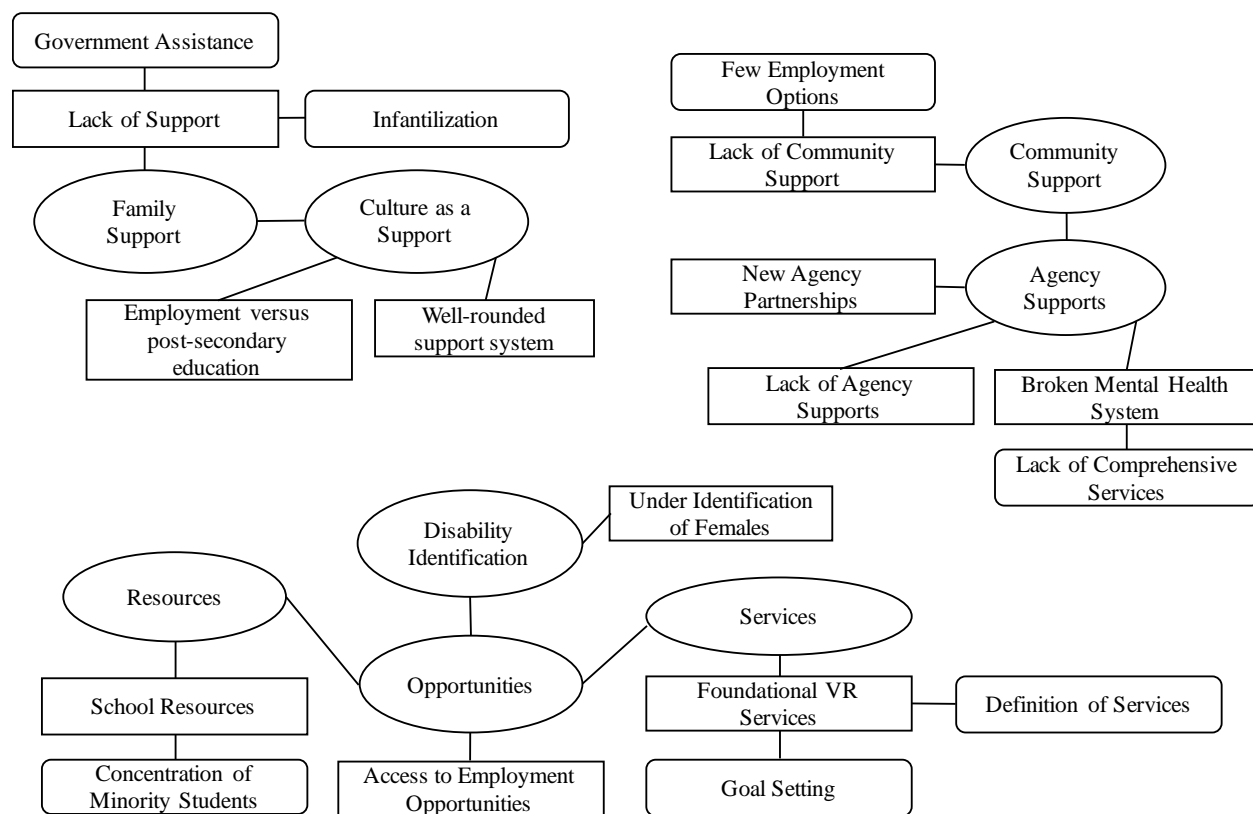 Government Assistance
Lack of Support
Infantilization
Family
Support
Culture as a
Support
Employment versus
post-secondary
education
Well-rounded
support system
Few Employment
Options
Lack of Community
Support
Community
Support
New Agency
Partnerships
Agency
Supports
Lack of Agency
Supports
Broken Mental Health
System
Lack of Comprehensive
Services
Disability
Identification
Under Identification
of Females
Resources
Services
Opportunities
School Resources
Foundational VR
Services
Definition of Services
Concentration of
Minority Students
Access to Employment
Opportunities
Goal Setting